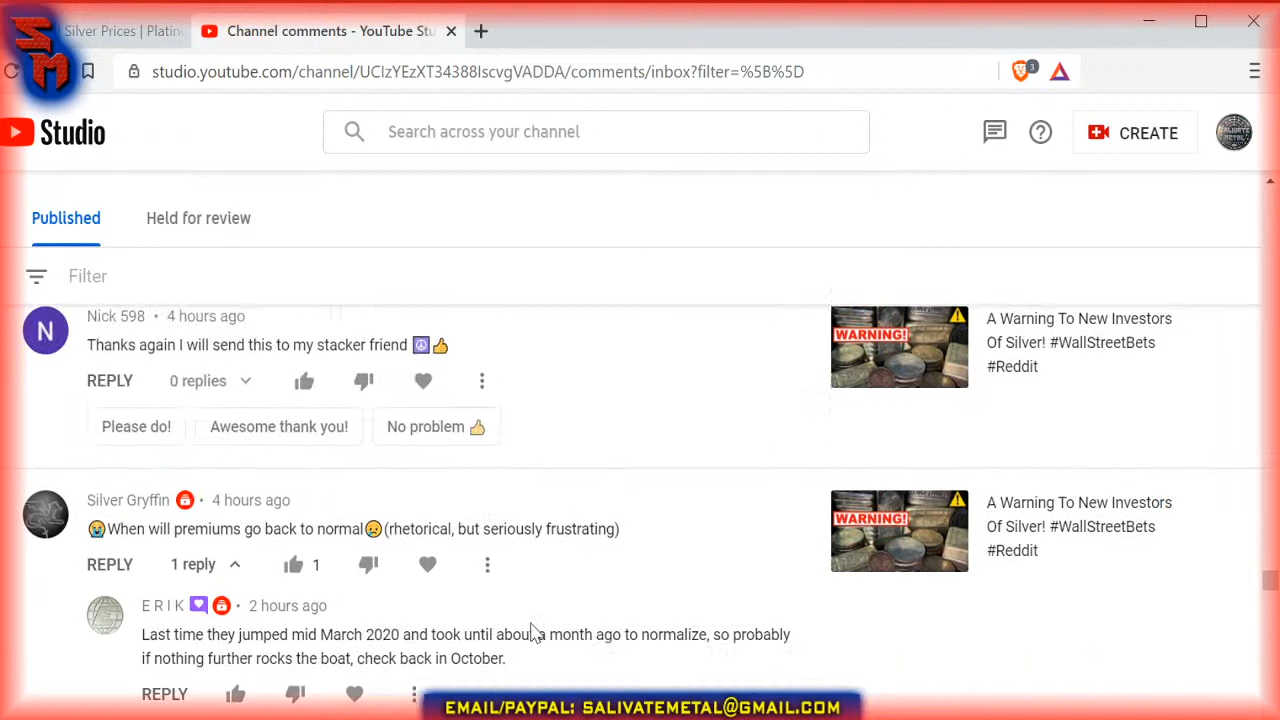 SM
Silver Prices | Platin
Channel comments - YouTube Stu
studio.youtube.com/channel/UCIzYEzXT34388IscvgVADDA/comments/inbox?filter=%5B%5D
3
Studio
Search across your channel
CREATE
SALIVATE METAL
Published
Held for review
Filter
N
Nick 598 • 4 hours ago
Thanks again I will send this to my stacker friend ☮👍
REPLY 0 replies
Please do! Awesome thank you! No problem 👍
WARNING!
A Warning To New Investors
Of Silver! #WallStreetBets
#Reddit
Silver Gryffin • 4 hours ago
😭When will premiums go back to normal😥(rhetorical, but seriously frustrating)
REPLY 1 reply 1
WARNING!
A Warning To New Investors
Of Silver! #WallStreetBets
#Reddit
E R I K • 2 hours ago
Last time they jumped mid March 2020 and took until about a month ago to normalize, so probably
if nothing further rocks the boat, check back in October.
REPLY
EMAIL/PAYPAL: SALIVATEMETAL@GMAIL.COM